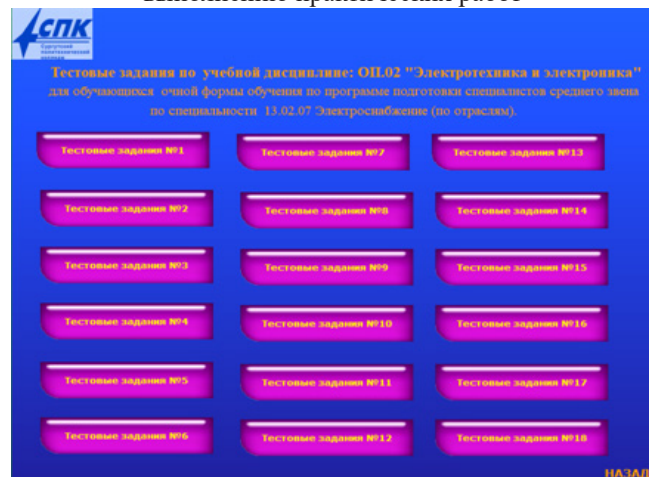 СПК
Сургутский
политехнический
колледж
Тестовые задания по учебной дисциплине: ОП.02 "Электротехника и электроника"
для обучающихся очной формы обучения по программе подготовки специалистов среднего звена
по специальности 13.02.07 Электроснабжение (по отраслям).
Тестовые задания №1
Тестовые задания №7
Тестовые задания №13
Тестовые задания №2
Тестовые задания №8
Тестовые задания №14
Тестовые задания №3
Тестовые задания №9
Тестовые задания №15
Тестовые задания №4
Тестовые задания №10
Тестовые задания №16
Тестовые задания №5
Тестовые задания №11
Тестовые задания №17
Тестовые задания №6
Тестовые задания №12
Тестовые задания №18
НАЗАД